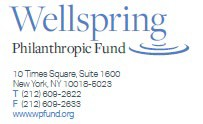 Wellspring
Philanthropic Fund
10 Times Square, Suite 1600
New York, NY 10018-5023
T (212) 609-2622
F (212) 609-2633
www.wpfund.org